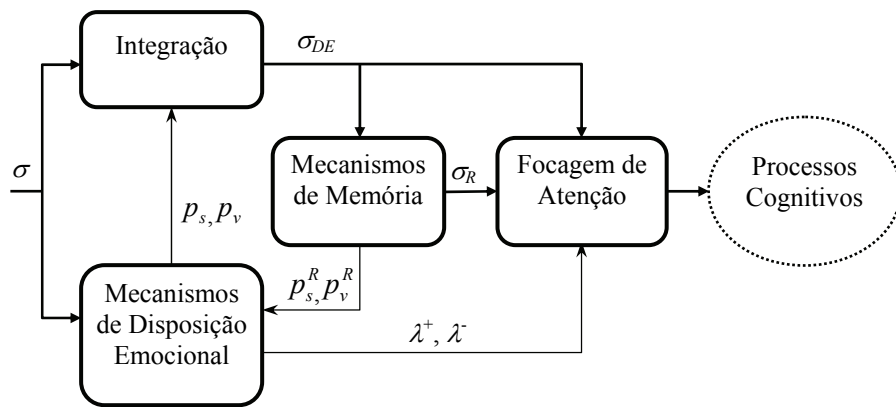 Integração
σ_DE
Mecanismos
de Memória
σ_R
Focagem de
Atenção
Processos
Cognitivos
σ
p_s, p_v
p_s^R, p_v^R
Mecanismos
de Disposição
Emocional
λ⁺, λ⁻